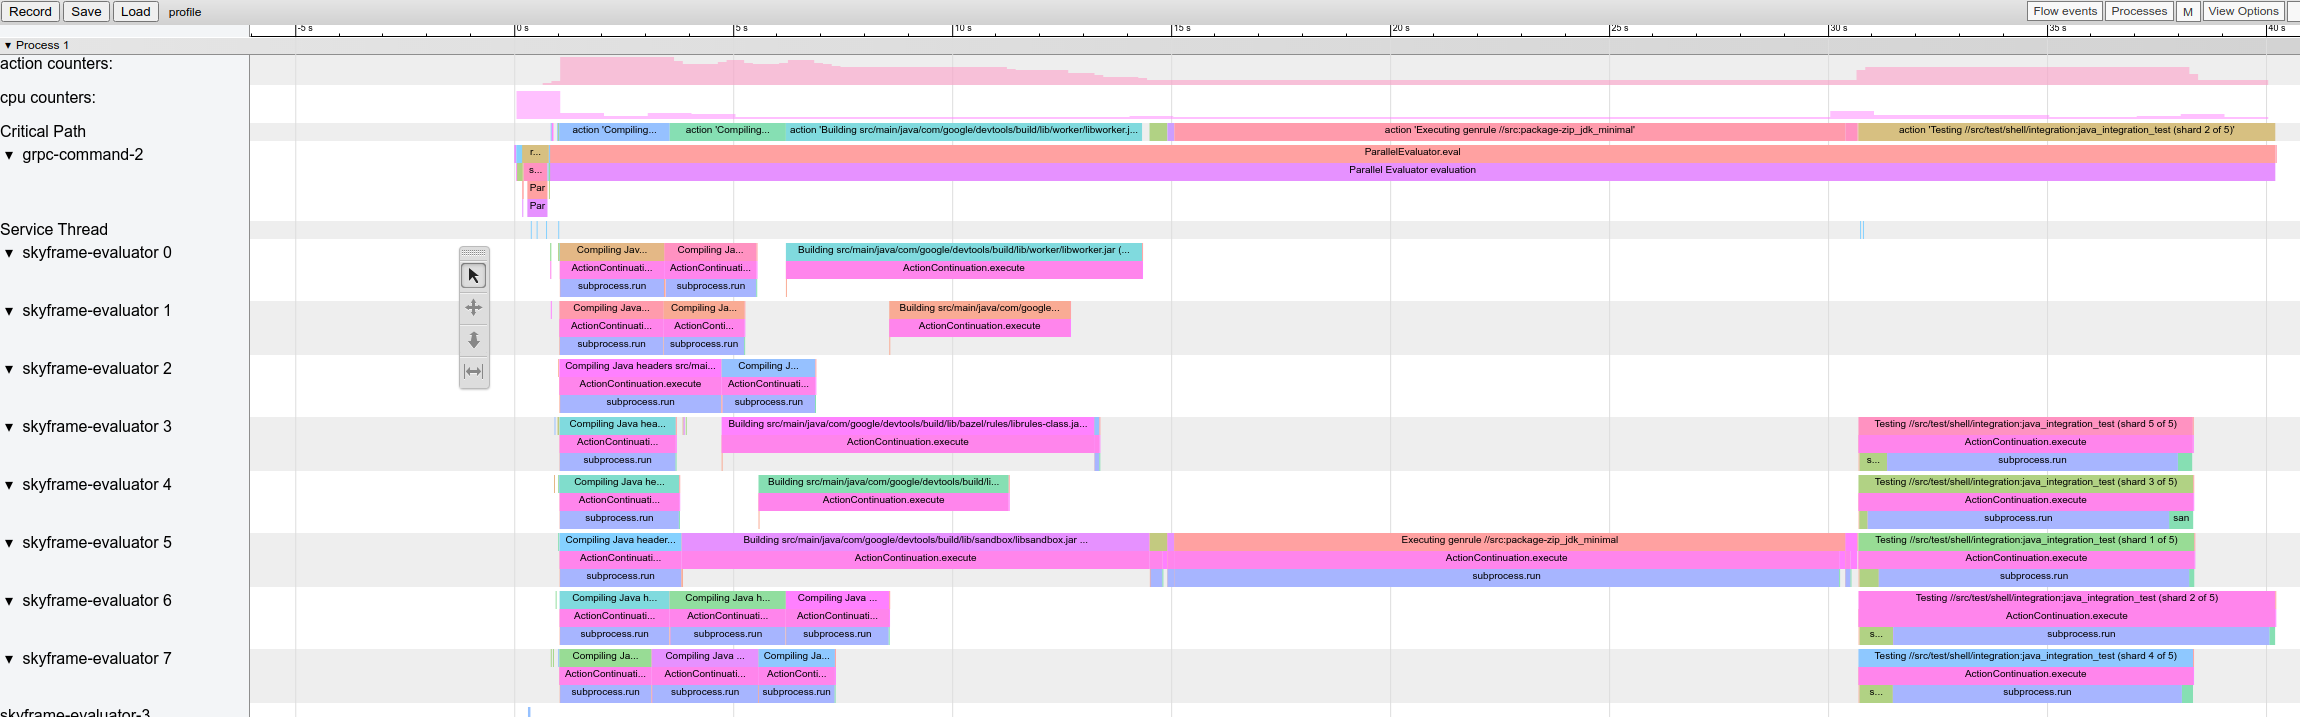 Record Save Load profile Flow events Processes M View Options
-5 s 0 s 5 s 10 s 15 s 20 s 25 s 30 s 35 s 40 s
▼ Process 1
action counters:
cpu counters:
Critical Path action 'Compiling... action 'Compiling... action 'Building src/main/java/com/google/devtools/build/lib/worker/libworker.j... action 'Executing genrule //src:package-zip_jdk_minimal' action 'Testing //src/test/shell/integration:java_integration_test (shard 2 of 5)'
▼ grpc-command-2 r... ParallelEvaluator.eval
s... Parallel Evaluator evaluation
Par
Par
Service Thread
▼ skyframe-evaluator 0 Compiling Jav... Compiling Ja... Building src/main/java/com/google/devtools/build/lib/worker/libworker.jar (...
ActionContinuati... ActionContinuati... ActionContinuation.execute
subprocess.run subprocess.run
▼ skyframe-evaluator 1 Compiling Java... Compiling Ja... Building src/main/java/com/google...
ActionContinuati... ActionConti... ActionContinuation.execute
subprocess.run subprocess.run
▼ skyframe-evaluator 2 Compiling Java headers src/mai... Compiling J...
ActionContinuation.execute ActionContinuati...
subprocess.run subprocess.run
▼ skyframe-evaluator 3 Compiling Java hea... Building src/main/java/com/google/devtools/build/lib/bazel/rules/librules-class.ja... Testing //src/test/shell/integration:java_integration_test (shard 5 of 5)
ActionContinuati... ActionContinuation.execute ActionContinuation.execute
subprocess.run s... subprocess.run
▼ skyframe-evaluator 4 Compiling Java he... Building src/main/java/com/google/devtools/build/li... Testing //src/test/shell/integration:java_integration_test (shard 3 of 5)
ActionContinuati... ActionContinuation.execute ActionContinuation.execute
subprocess.run subprocess.run san
▼ skyframe-evaluator 5 Compiling Java header... Building src/main/java/com/google/devtools/build/lib/sandbox/libsandbox.jar ... Executing genrule //src:package-zip_jdk_minimal Testing //src/test/shell/integration:java_integration_test (shard 1 of 5)
ActionContinuati... ActionContinuation.execute ActionContinuation.execute ActionContinuation.execute
subprocess.run subprocess.run subprocess.run
▼ skyframe-evaluator 6 Compiling Java h... Compiling Java h... Compiling Java ... Testing //src/test/shell/integration:java_integration_test (shard 2 of 5)
ActionContinuati... ActionContinuati... ActionContinuati... ActionContinuation.execute
subprocess.run subprocess.run subprocess.run s... subprocess.run
▼ skyframe-evaluator 7 Compiling Ja... Compiling Java ... Compiling Ja... Testing //src/test/shell/integration:java_integration_test (shard 4 of 5)
ActionContinuati... ActionContinuati... ActionConti... ActionContinuation.execute
subprocess.run subprocess.run subprocess.run s... subprocess.run
skyframe-evaluator-3